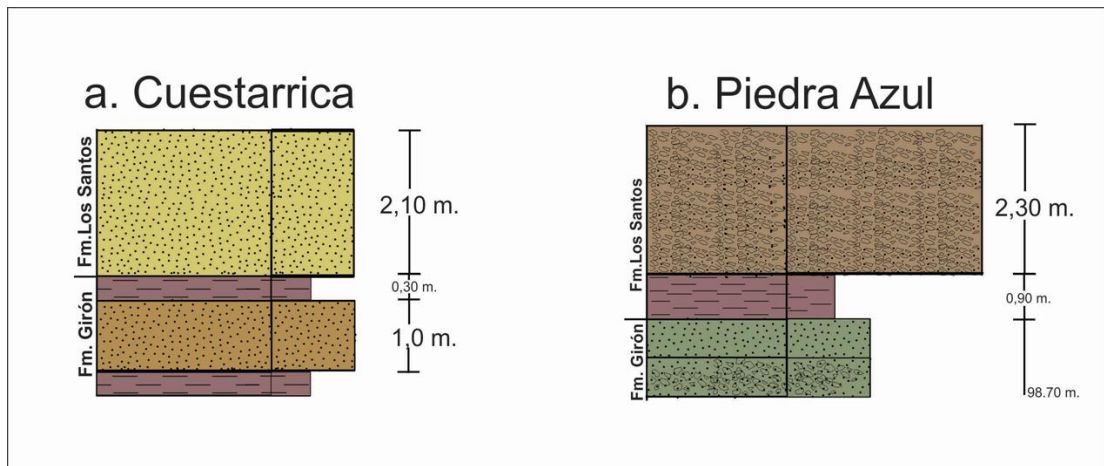 a. Cuestarrica
Fm.Los Santos
Fm. Girón
2,10 m.
0,30 m.
1,0 m.
b. Piedra Azul
Fm.Los Santos
Fm. Girón
2,30 m.
0,90 m.
98.70 m.